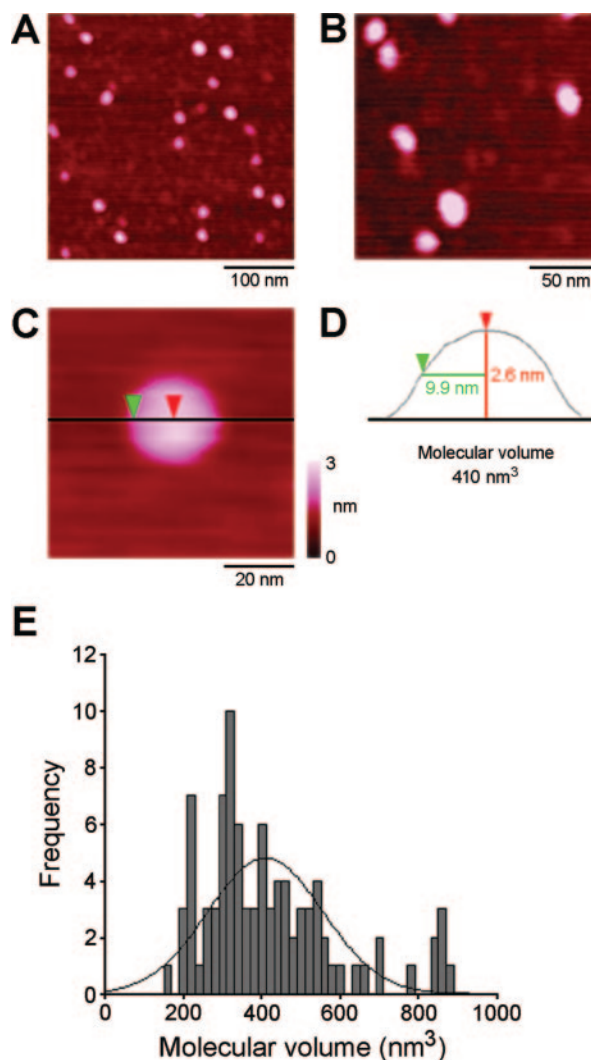 A
B
100 nm
50 nm
C
D
9.9 nm
2.6 nm
Molecular volume
410 nm³
3
nm
0
20 nm
E
12
10
8
6
4
2
0
Frequency
0 200 400 600 800 1000
Molecular volume (nm³)